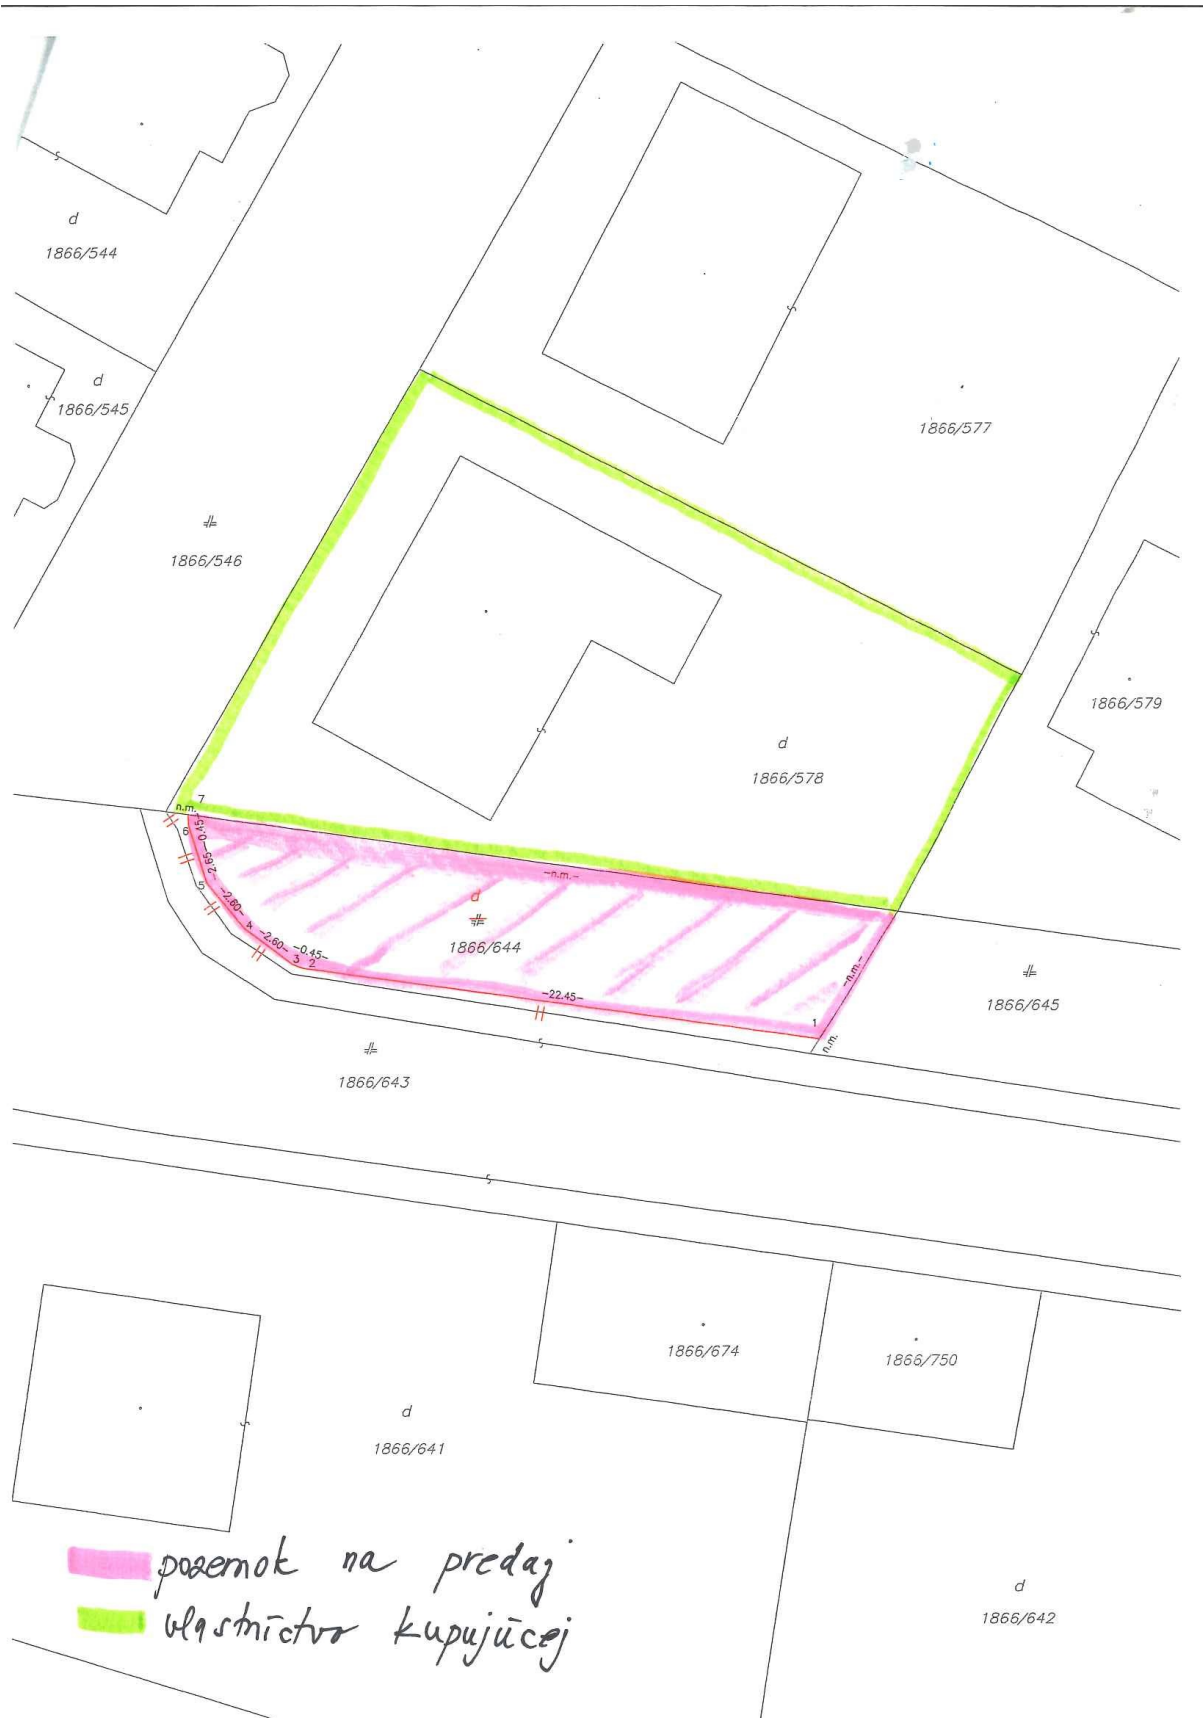 d
1866/544
d
1866/545
1866/577
1866/546
1866/579
d
1866/578
7
n.m.
6
-0.45-
-2.65-
5
-2.60-
4
-2.60-
-0.45-
3 2
-n.m.-
d
1866/644
-22.45-
1
-n.m.-
n.m.
1866/645
1866/643
1866/674
1866/750
d
1866/641
pozemok na predaj
vlastníctvo kupujúcej
d
1866/642